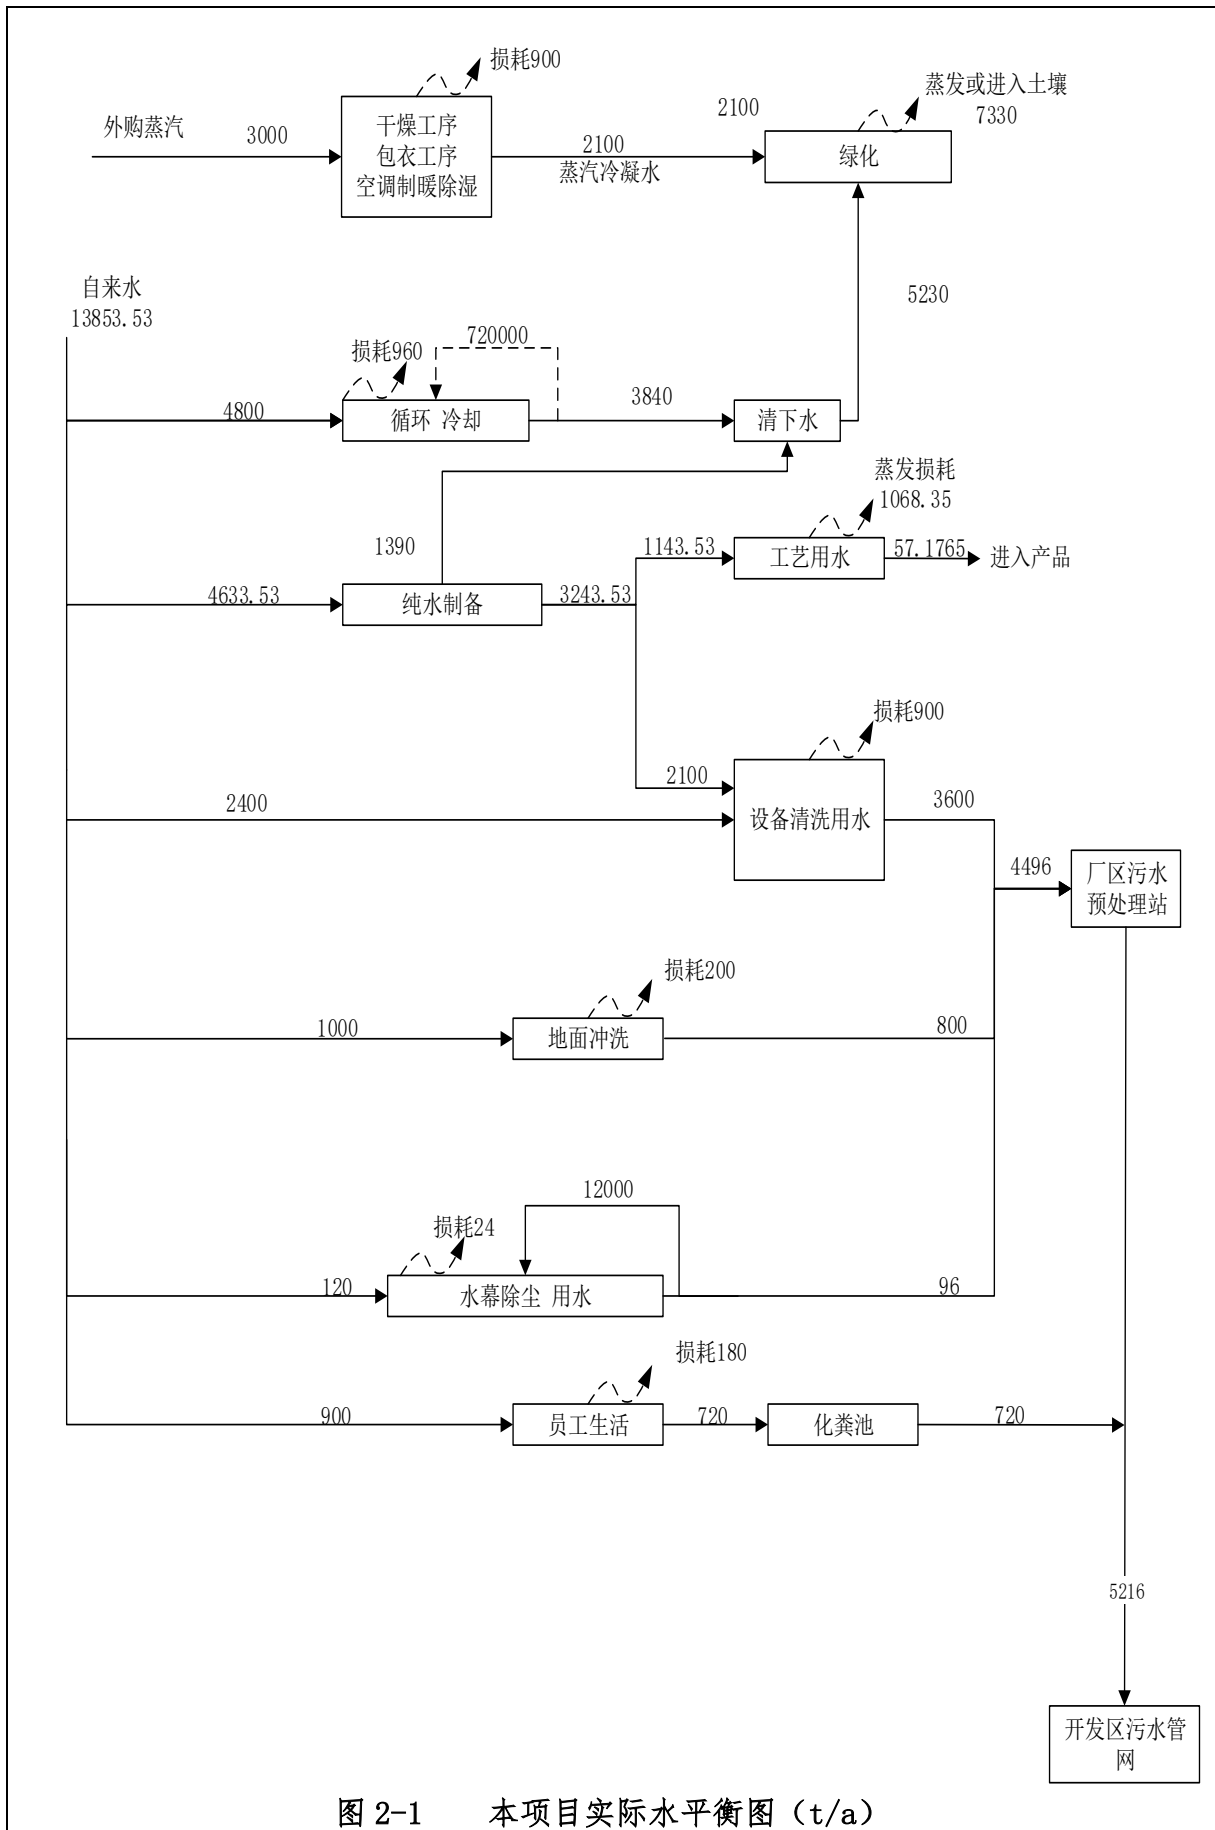 损耗900
蒸发或进入土壤
7330
2100
外购蒸汽
3000
干燥工序
包衣工序
空调制暖除湿
2100
蒸汽冷凝水
绿化
自来水
13853.53
5230
损耗960
720000
4800
循环 冷却
3840
清下水
蒸发损耗
1068.35
1390
1143.53
工艺用水
57.1765
进入产品
4633.53
纯水制备
3243.53
损耗900
2100
2400
设备清洗用水
3600
4496
厂区污水
预处理站
损耗200
1000
地面冲洗
800
12000
损耗24
120
水幕除尘 用水
96
损耗180
900
员工生活
720
化粪池
720
5216
开发区污水管
网
图 2-1 本项目实际水平衡图（t/a）